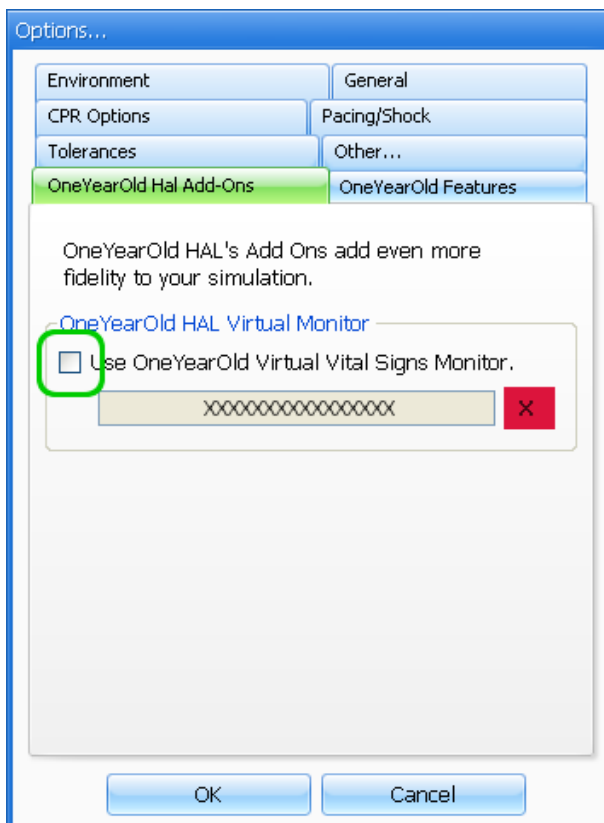 Options...
Environment
General
CPR Options
Pacing/Shock
Tolerances
Other...
OneYearOld Hal Add-Ons
OneYearOld Features
OneYearOld HAL's Add Ons add even more
fidelity to your simulation.
OneYearOld HAL Virtual Monitor
Use OneYearOld Virtual Vital Signs Monitor.
XXXXXXXXXXXXXXXXX
X
OK
Cancel